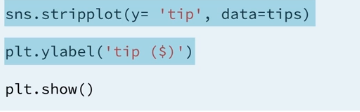 sns.stripplot(y= 'tip', data=tips)
plt.ylabel('tip ($)')
plt.show()